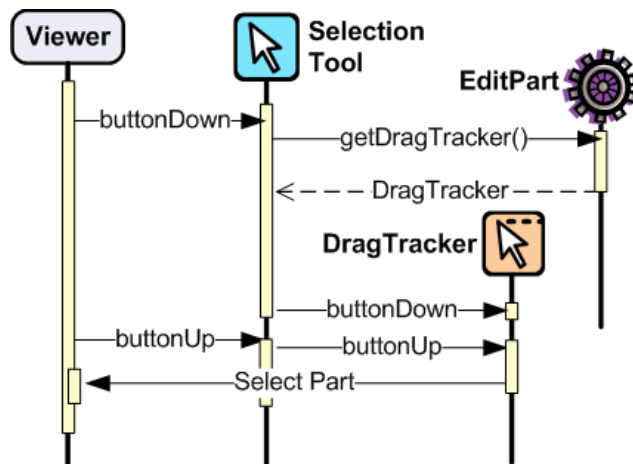 Viewer
Selection
Tool
EditPart
buttonDown
getDragTracker()
DragTracker
DragTracker
buttonDown
buttonUp
buttonUp
Select Part